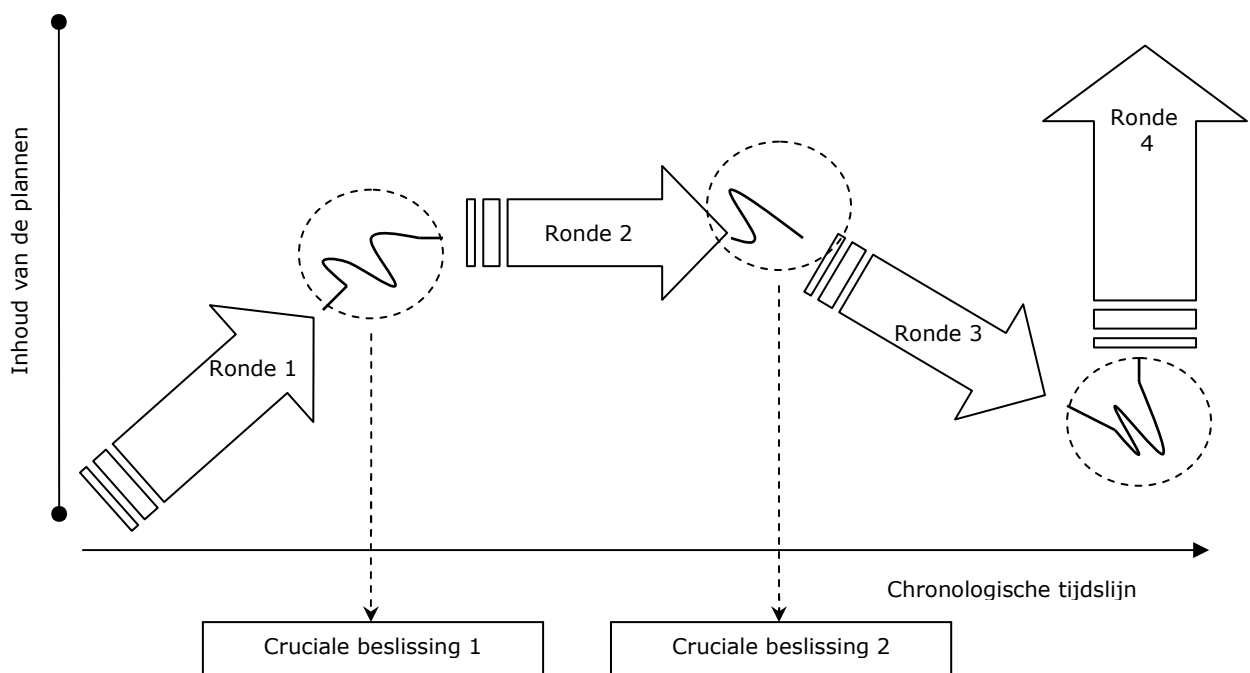 Inhoud van de plannen
Ronde 1
Ronde 2
Ronde 3
Ronde
4
Chronologische tijdslijn
Cruciale beslissing 1
Cruciale beslissing 2